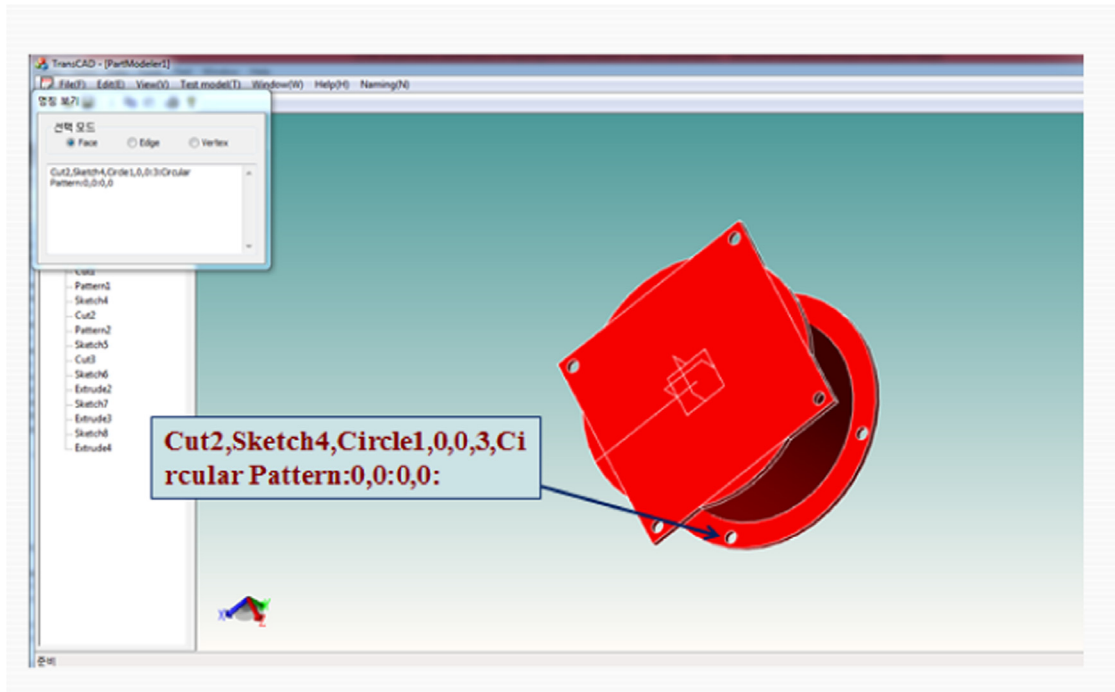 TransCAD - [PartModeler1]
File(F) Edit(E) View(V) Test model(T) Window(W) Help(H) Naming(N)
명칭 보기
선택 모드
Face Edge Vertex
Cut2,Sketch4,Circle1,0,0:3:Circular
Pattern:0,0:0,0
Pattern1
Sketch4
Cut2
Pattern2
Sketch5
Cut3
Sketch6
Extrude2
Sketch7
Extrude3
Sketch8
Extrude4
Cut2,Sketch4,Circle1,0,0,3,Ci
rcular Pattern:0,0:0,0:
준비